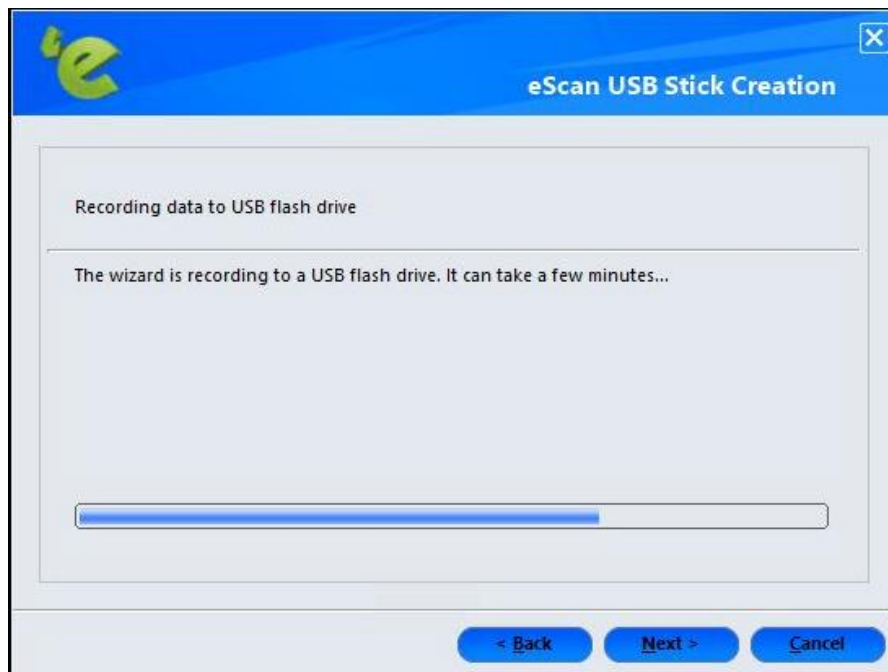 eScan USB Stick Creation
Recording data to USB flash drive
The wizard is recording to a USB flash drive. It can take a few minutes...
< Back Next > Cancel